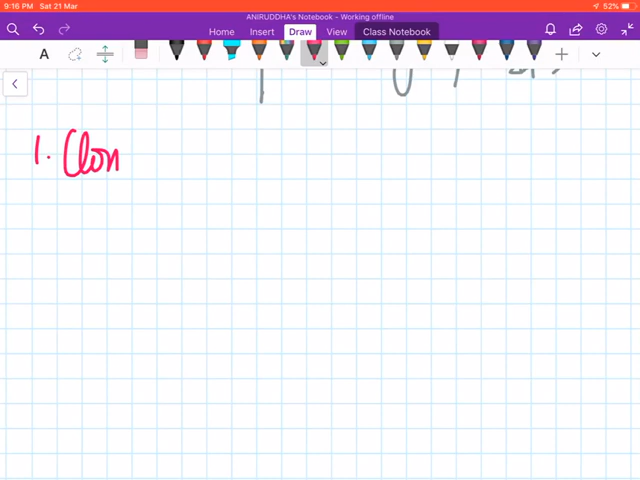 9:16 PM Sat 21 Mar 52%
ANIRUDDHA's Notebook - Working offline
Home Insert Draw View Class Notebook
A
1. Clon